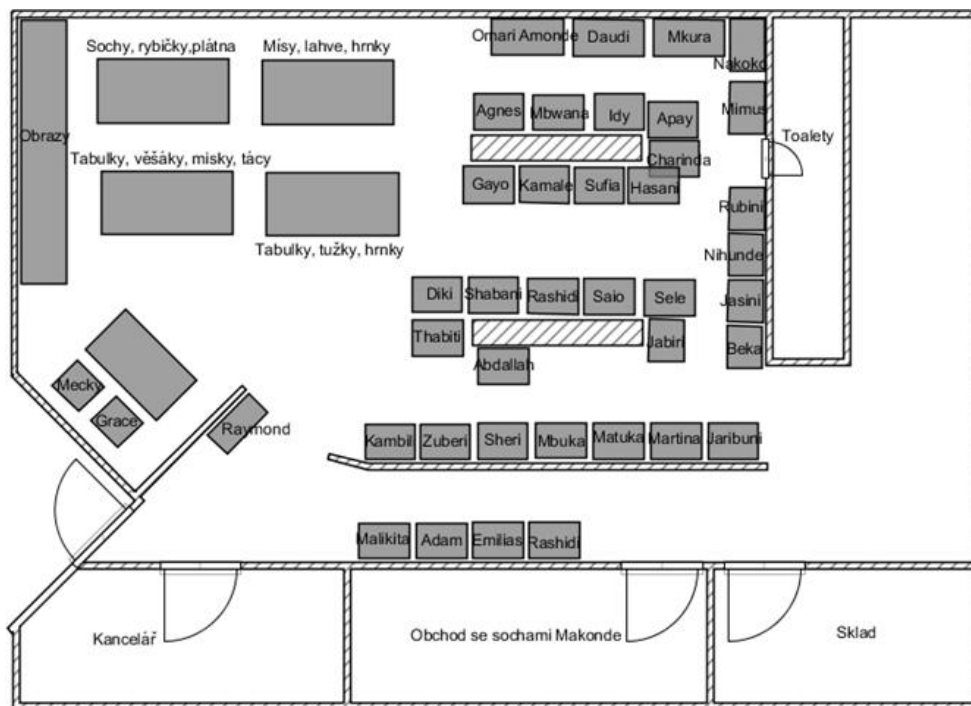 Sochy, rybičky,plátna
Mísy, lahve, hrnky
Omari Amonde
Daudi
Mkura
Nakoko
Obrazy
Agnes
Mbwana
Idy
Apay
Mimus
Toalety
Tabulky, věšáky, misky, tácy
Charinda
Gayo
Kamale
Sufia
Hasani
Rubini
Tabulky, tužky, hrnky
Nihunde
Diki
Shabani
Rashidi
Saio
Sele
Jasini
Thabiti
Jabiri
Beka
Abdallah
Mecky
Grace
Raymond
Kambil
Zuberi
Sheri
Mbuka
Matuka
Martina
Jaribuni
Malikita
Adam
Emilias
Rashidi
Kancelář
Obchod se sochami Makonde
Sklad